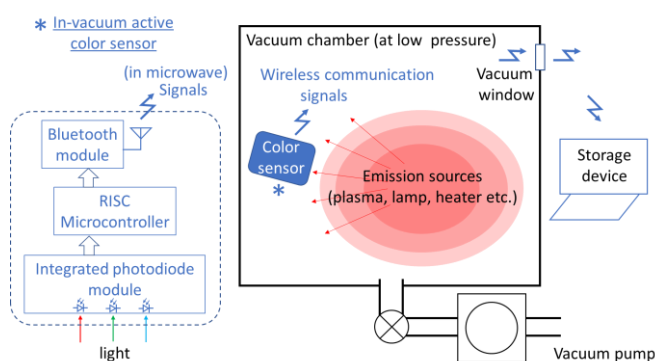 * In-vacuum active
color sensor
(in microwave)
Signals
Bluetooth
module
RISC
Microcontroller
Integrated photodiode
module
light
Vacuum chamber (at low pressure)
Wireless communication
signals
Color
sensor
*
Emission sources
(plasma, lamp, heater etc.)
Vacuum
window
Storage
device
Vacuum pump